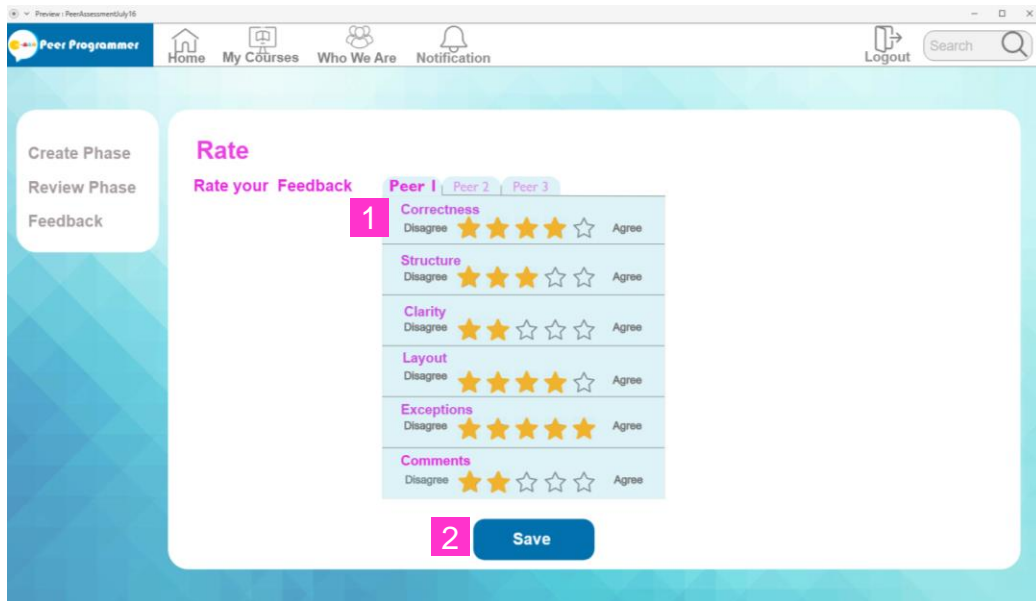 Preview : PeerAssessmentJuly16
Peer Programmer
Home My Courses Who We Are Notification
Logout
Search
Create Phase
Review Phase
Feedback
Rate
Rate your Feedback
Peer 1 Peer 2 Peer 3
1
Correctness
Disagree Agree
Structure
Disagree Agree
Clarity
Disagree Agree
Layout
Disagree Agree
Exceptions
Disagree Agree
Comments
Disagree Agree
2
Save